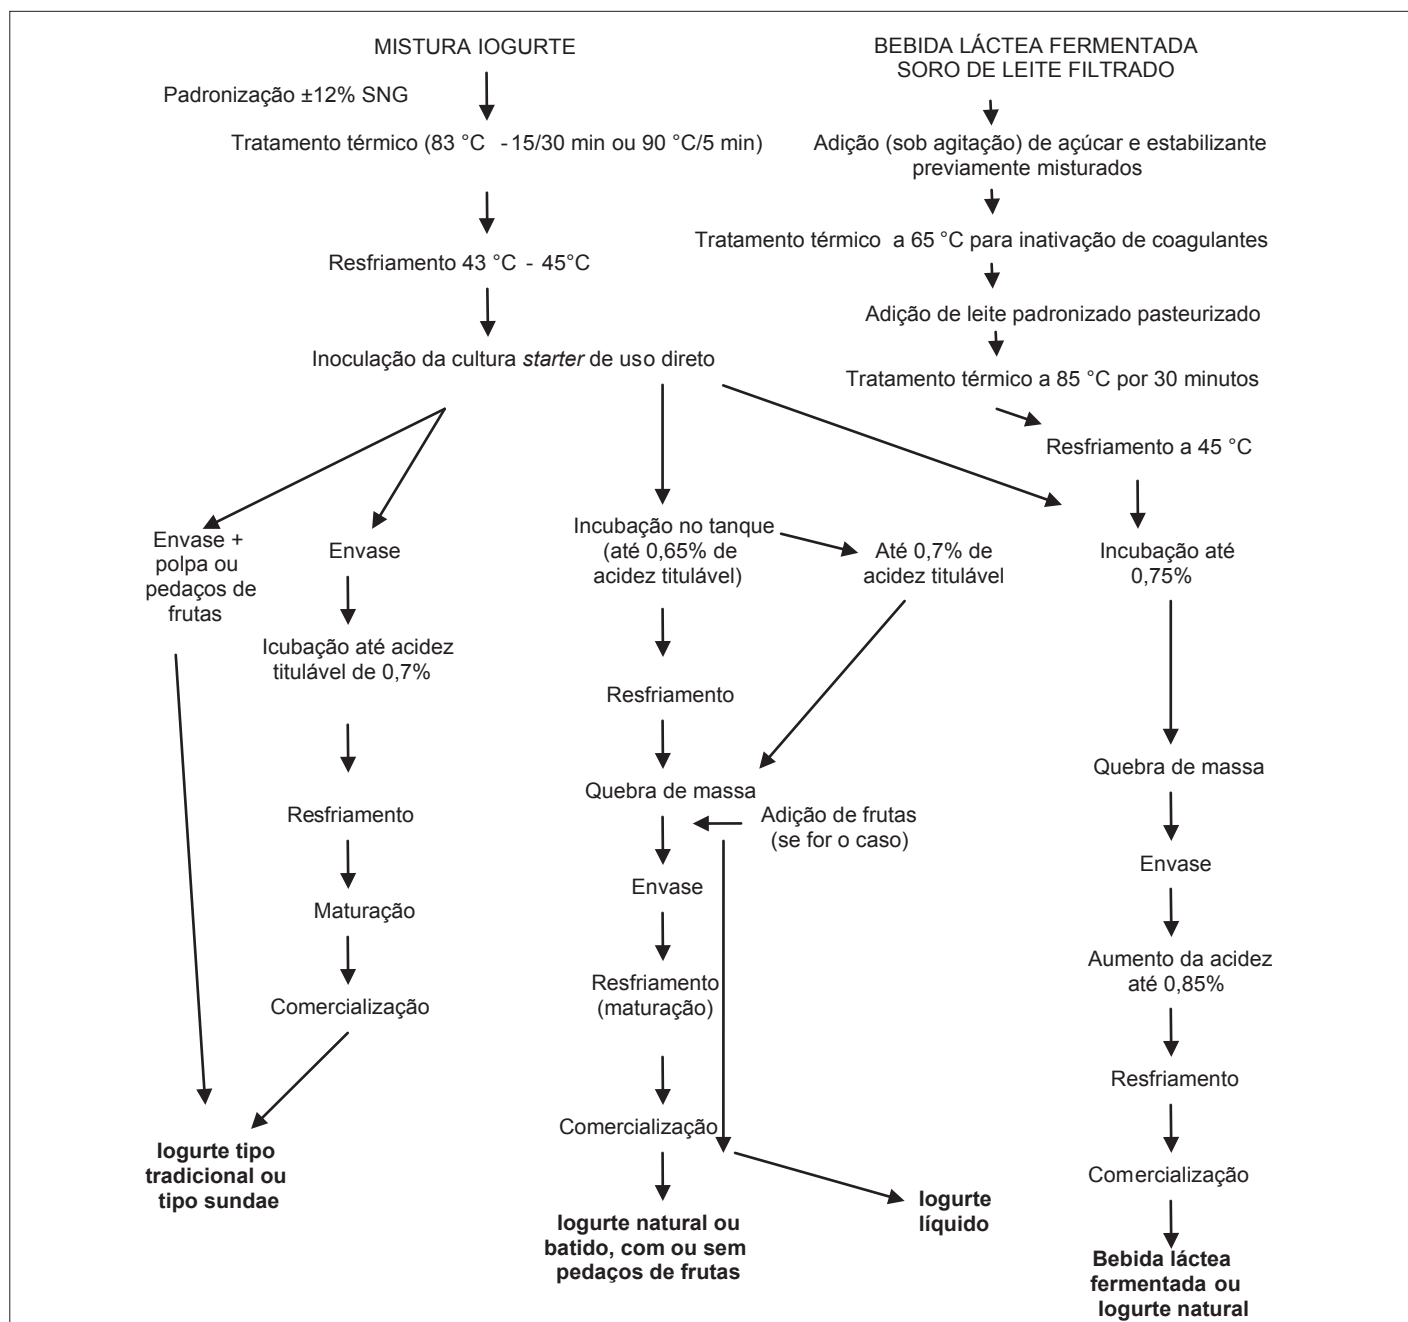 MISTURA IOGURTE
Padronização ±12% SNG
Tratamento térmico (83 °C - 15/30 min ou 90 °C/5 min)
Resfriamento 43 °C - 45°C
Inoculação da cultura starter de uso direto
BEBIDA LÁCTEA FERMENTADA
SORO DE LEITE FILTRADO
Adição (sob agitação) de açúcar e estabilizante
previamente misturados
Tratamento térmico a 65 °C para inativação de coagulantes
Adição de leite padronizado pasteurizado
Tratamento térmico a 85 °C por 30 minutos
Resfriamento a 45 °C
Envase +
polpa ou
pedaços de
frutas
Envase
Icubação até acidez
titulável de 0,7%
Resfriamento
Maturação
Comercialização
Iogurte tipo
tradicional ou
tipo sundae
Incubação no tanque
(até 0,65% de
acidez titulável)
Até 0,7% de
acidez titulável
Resfriamento
Quebra de massa
Adição de frutas
(se for o caso)
Envase
Resfriamento
(maturação)
Comercialização
Iogurte natural ou
batido, com ou sem
pedaços de frutas
Iogurte
líquido
Incubação até
0,75%
Quebra de massa
Envase
Aumento da acidez
até 0,85%
Resfriamento
Comercialização
Bebida láctea
fermentada ou
Iogurte natural